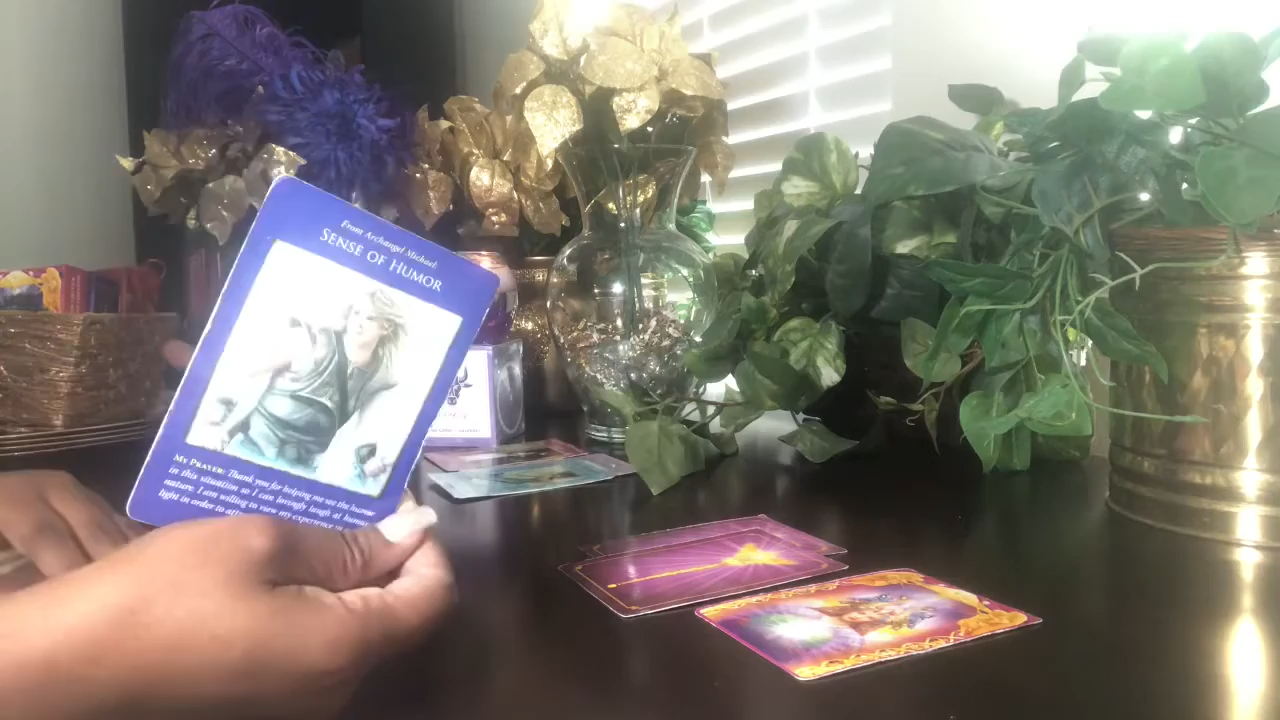 From Archangel Michael:
SENSE OF HUMOR
MY PRAYER: Thank you for helping me see the humor
in this situation so I can lovingly laugh at human
nature. I am willing to view my experience in
light in order to